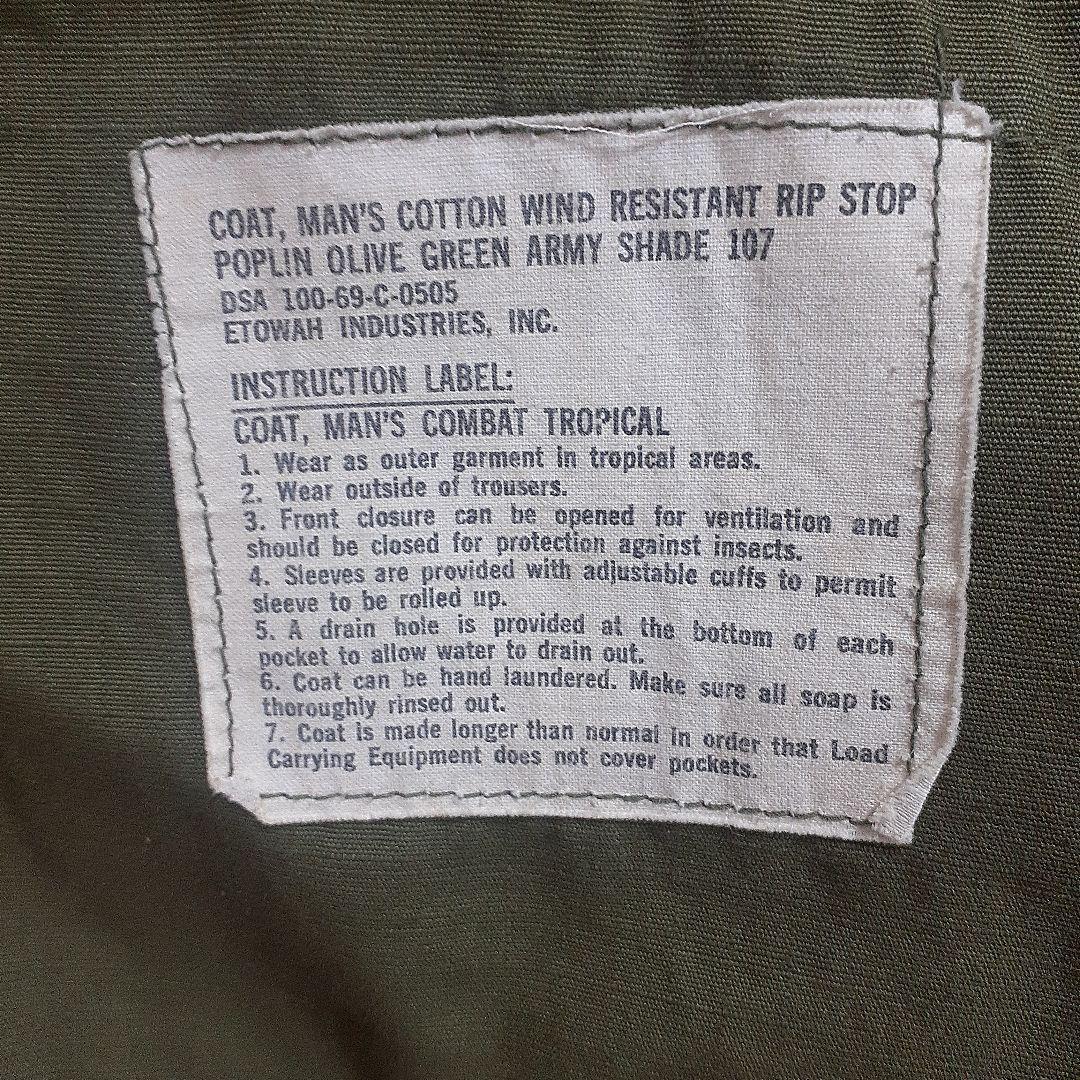 COAT, MAN'S COTTON WIND RESISTANT RIP STOP
POPLIN OLIVE GREEN ARMY SHADE 107
DSA 100-69-C-0505
ETOWAH INDUSTRIES, INC.
INSTRUCTION LABEL:
COAT, MAN'S COMBAT TROPICAL
1. Wear as outer garment in tropical areas.
2. Wear outside of trousers.
3. Front closure can be opened for ventilation and
should be closed for protection against insects.
4. Sleeves are provided with adjustable cuffs to permit
sleeve to be rolled up.
5. A drain hole is provided at the bottom of each
pocket to allow water to drain out.
6. Coat can be hand laundered. Make sure all soap is
thoroughly rinsed out.
7. Coat is made longer than normal in order that Load
Carrying Equipment does not cover pockets.